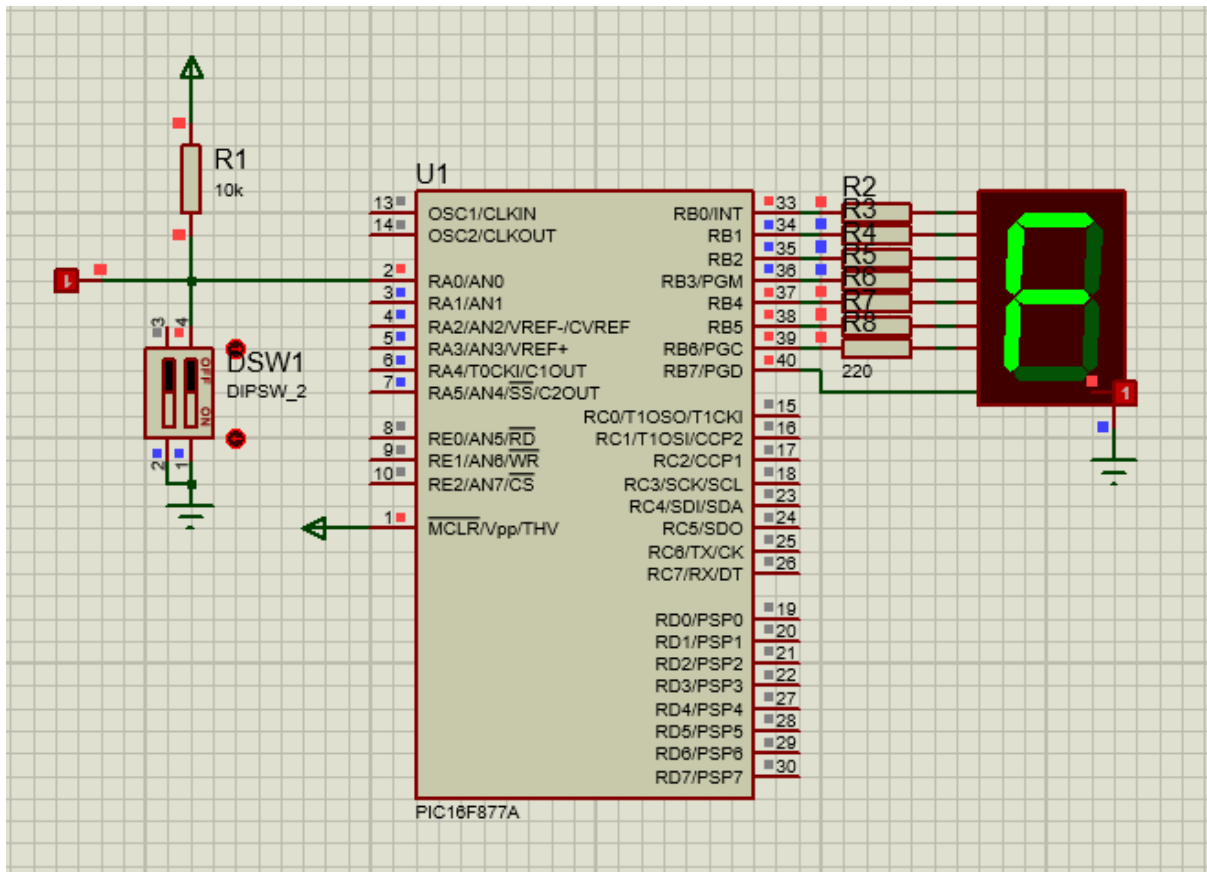 R1
10k
1
3
4
OFF
ON
DSW1
DIPSW_2
2
1
U1
13 OSC1/CLKIN
14 OSC2/CLKOUT
2 RA0/AN0
3 RA1/AN1
4 RA2/AN2/VREF-/CVREF
5 RA3/AN3/VREF+
6 RA4/T0CKI/C1OUT
7 RA5/AN4/SS/C2OUT
8 RE0/AN5/RD
9 RE1/AN6/WR
10 RE2/AN7/CS
1 MCLR/Vpp/THV
RB0/INT 33
RB1 34
RB2 35
RB3/PGM 36
RB4 37
RB5 38
RB6/PGC 39
RB7/PGD 40
RC0/T1OSO/T1CKI 15
RC1/T1OSI/CCP2 16
RC2/CCP1 17
RC3/SCK/SCL 18
RC4/SDI/SDA 23
RC5/SDO 24
RC6/TX/CK 25
RC7/RX/DT 26
RD0/PSP0 19
RD1/PSP1 20
RD2/PSP2 21
RD3/PSP3 22
RD4/PSP4 27
RD5/PSP5 28
RD6/PSP6 29
RD7/PSP7 30
PIC16F877A
R2
R3
R4
R5
R6
R7
R8
220
F
1